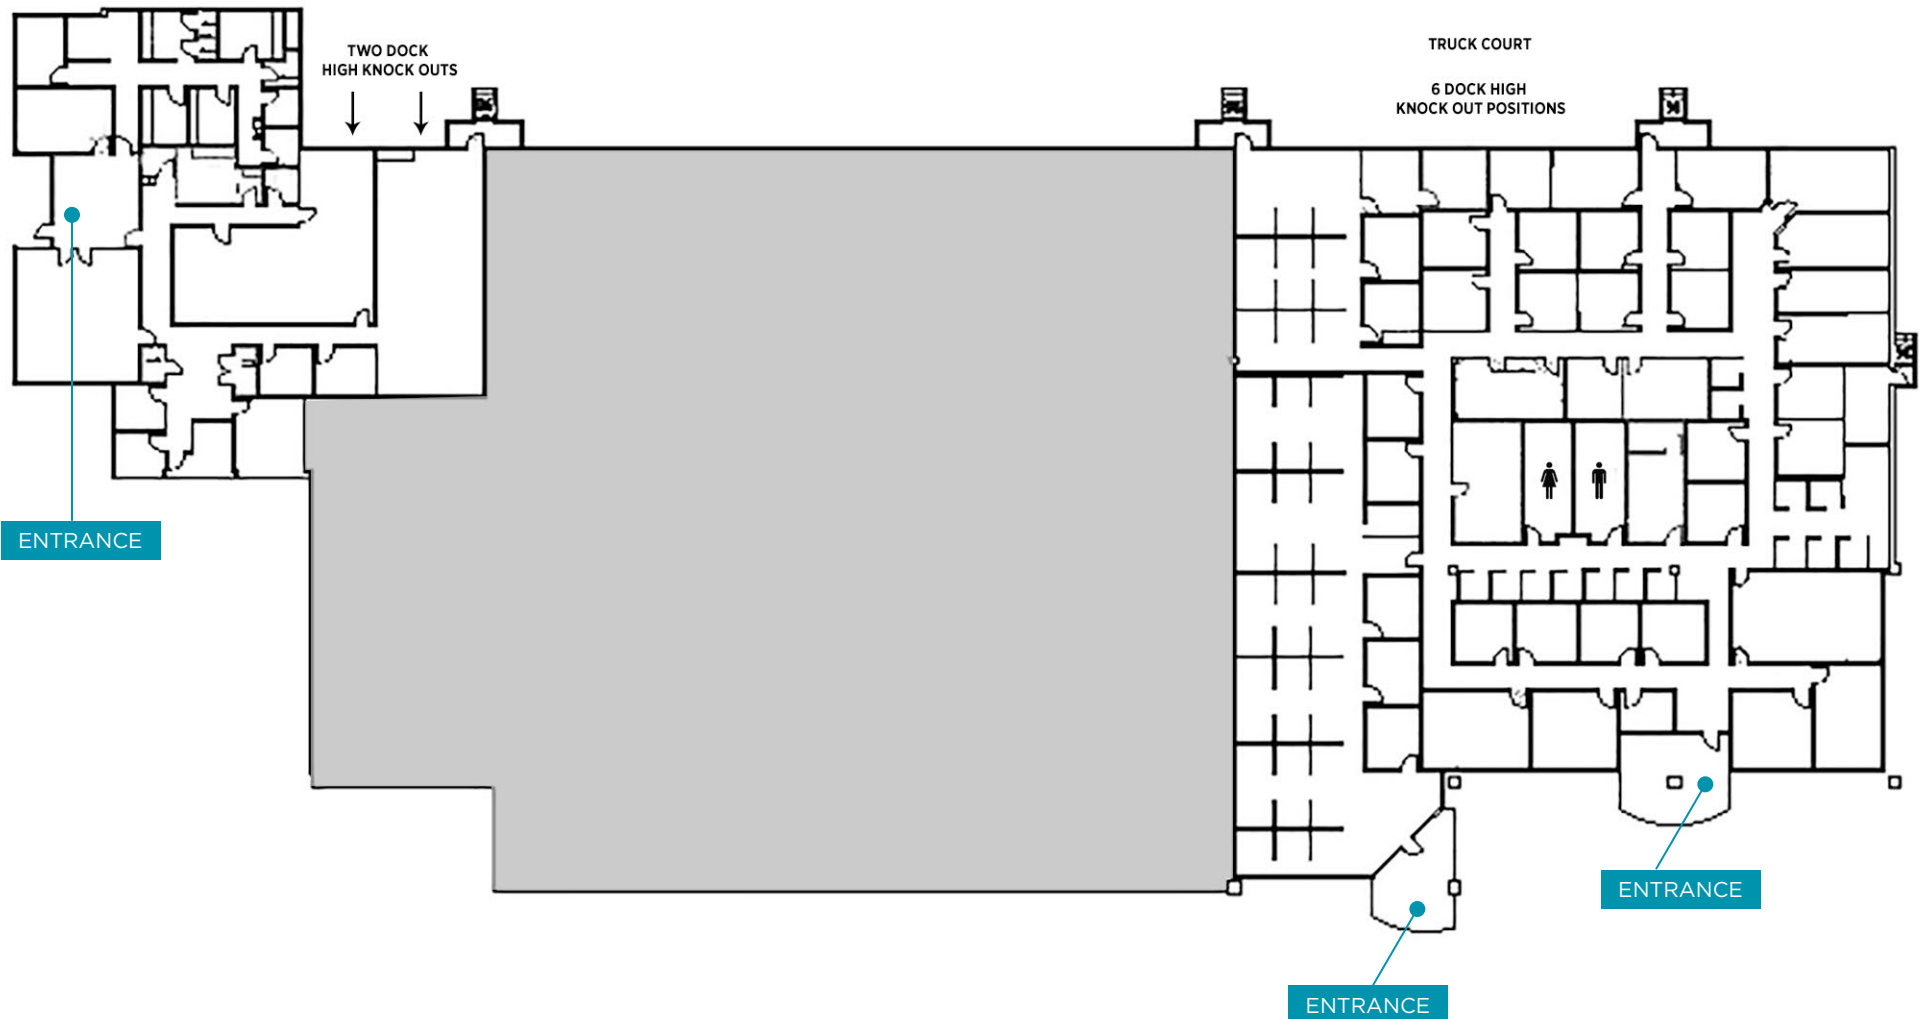 TWO DOCK
HIGH KNOCK OUTS
TRUCK COURT
6 DOCK HIGH
KNOCK OUT POSITIONS
ENTRANCE
ENTRANCE
ENTRANCE